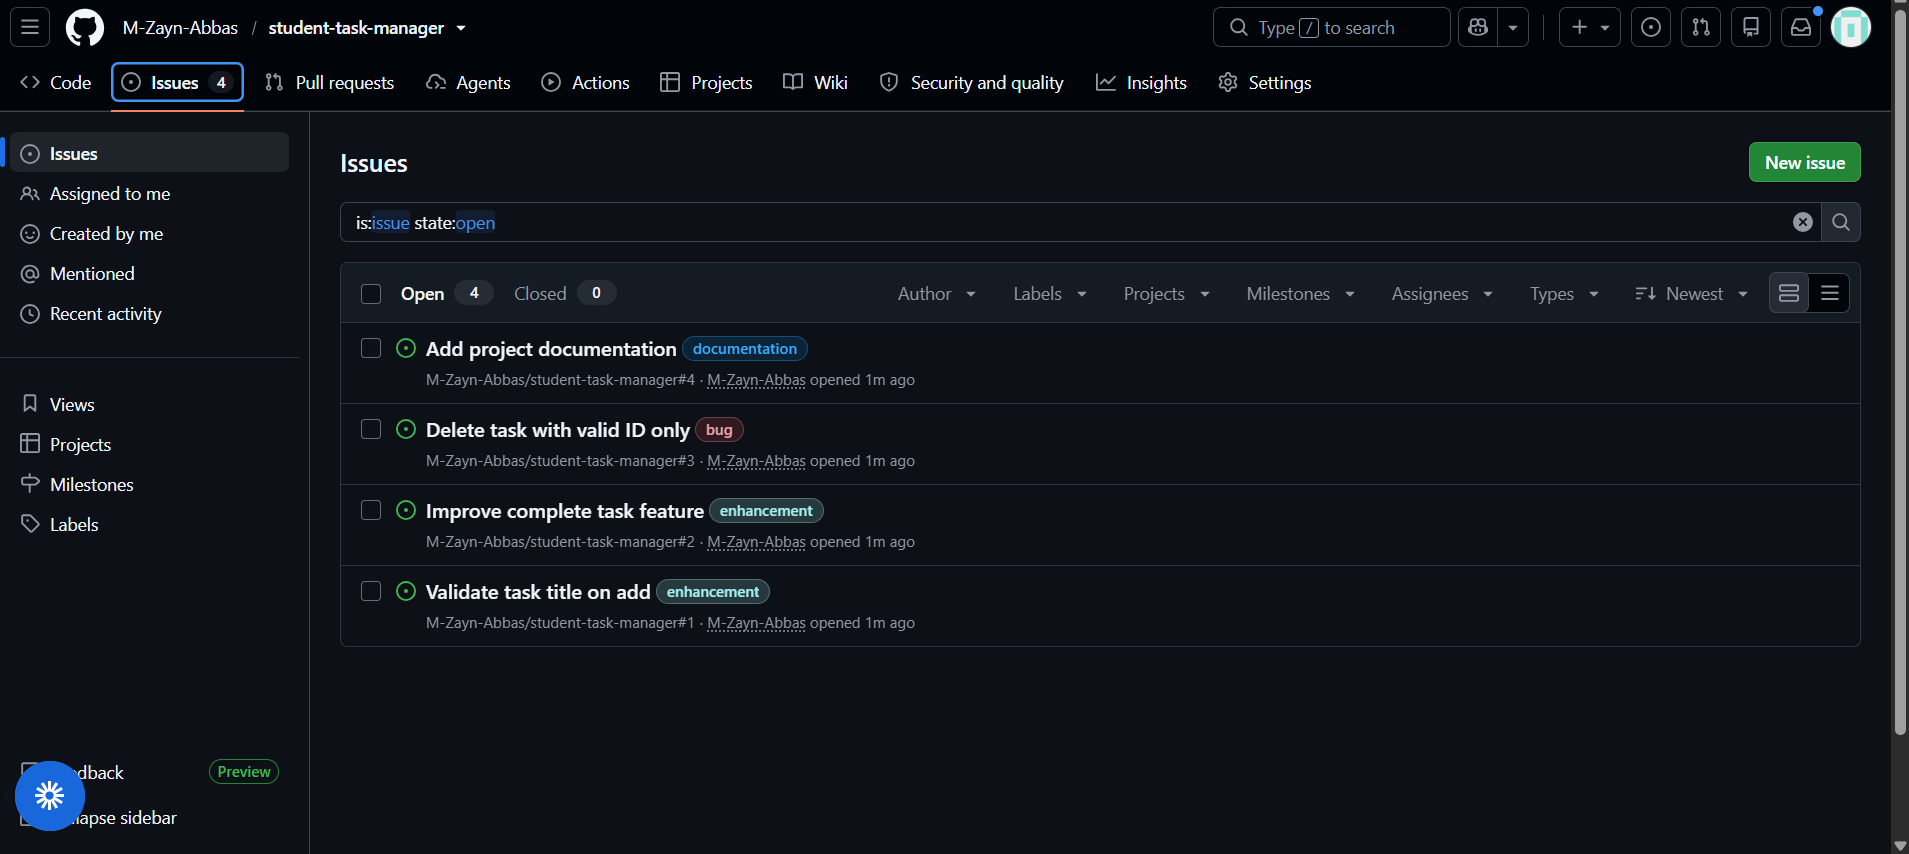 M-Zayn-Abbas / student-task-manager
Type / to search
Code
Issues 4
Pull requests
Agents
Actions
Projects
Wiki
Security and quality
Insights
Settings
Issues
Assigned to me
Created by me
Mentioned
Recent activity
Views
Projects
Milestones
Labels
Preview
Issues
New issue
is:issue state:open
Open 4
Closed 0
Author
Labels
Projects
Milestones
Assignees
Types
Newest
Add project documentation documentation
M-Zayn-Abbas/student-task-manager#4 · M-Zayn-Abbas opened 1m ago
Delete task with valid ID only bug
M-Zayn-Abbas/student-task-manager#3 · M-Zayn-Abbas opened 1m ago
Improve complete task feature enhancement
M-Zayn-Abbas/student-task-manager#2 · M-Zayn-Abbas opened 1m ago
Validate task title on add enhancement
M-Zayn-Abbas/student-task-manager#1 · M-Zayn-Abbas opened 1m ago
sidebar